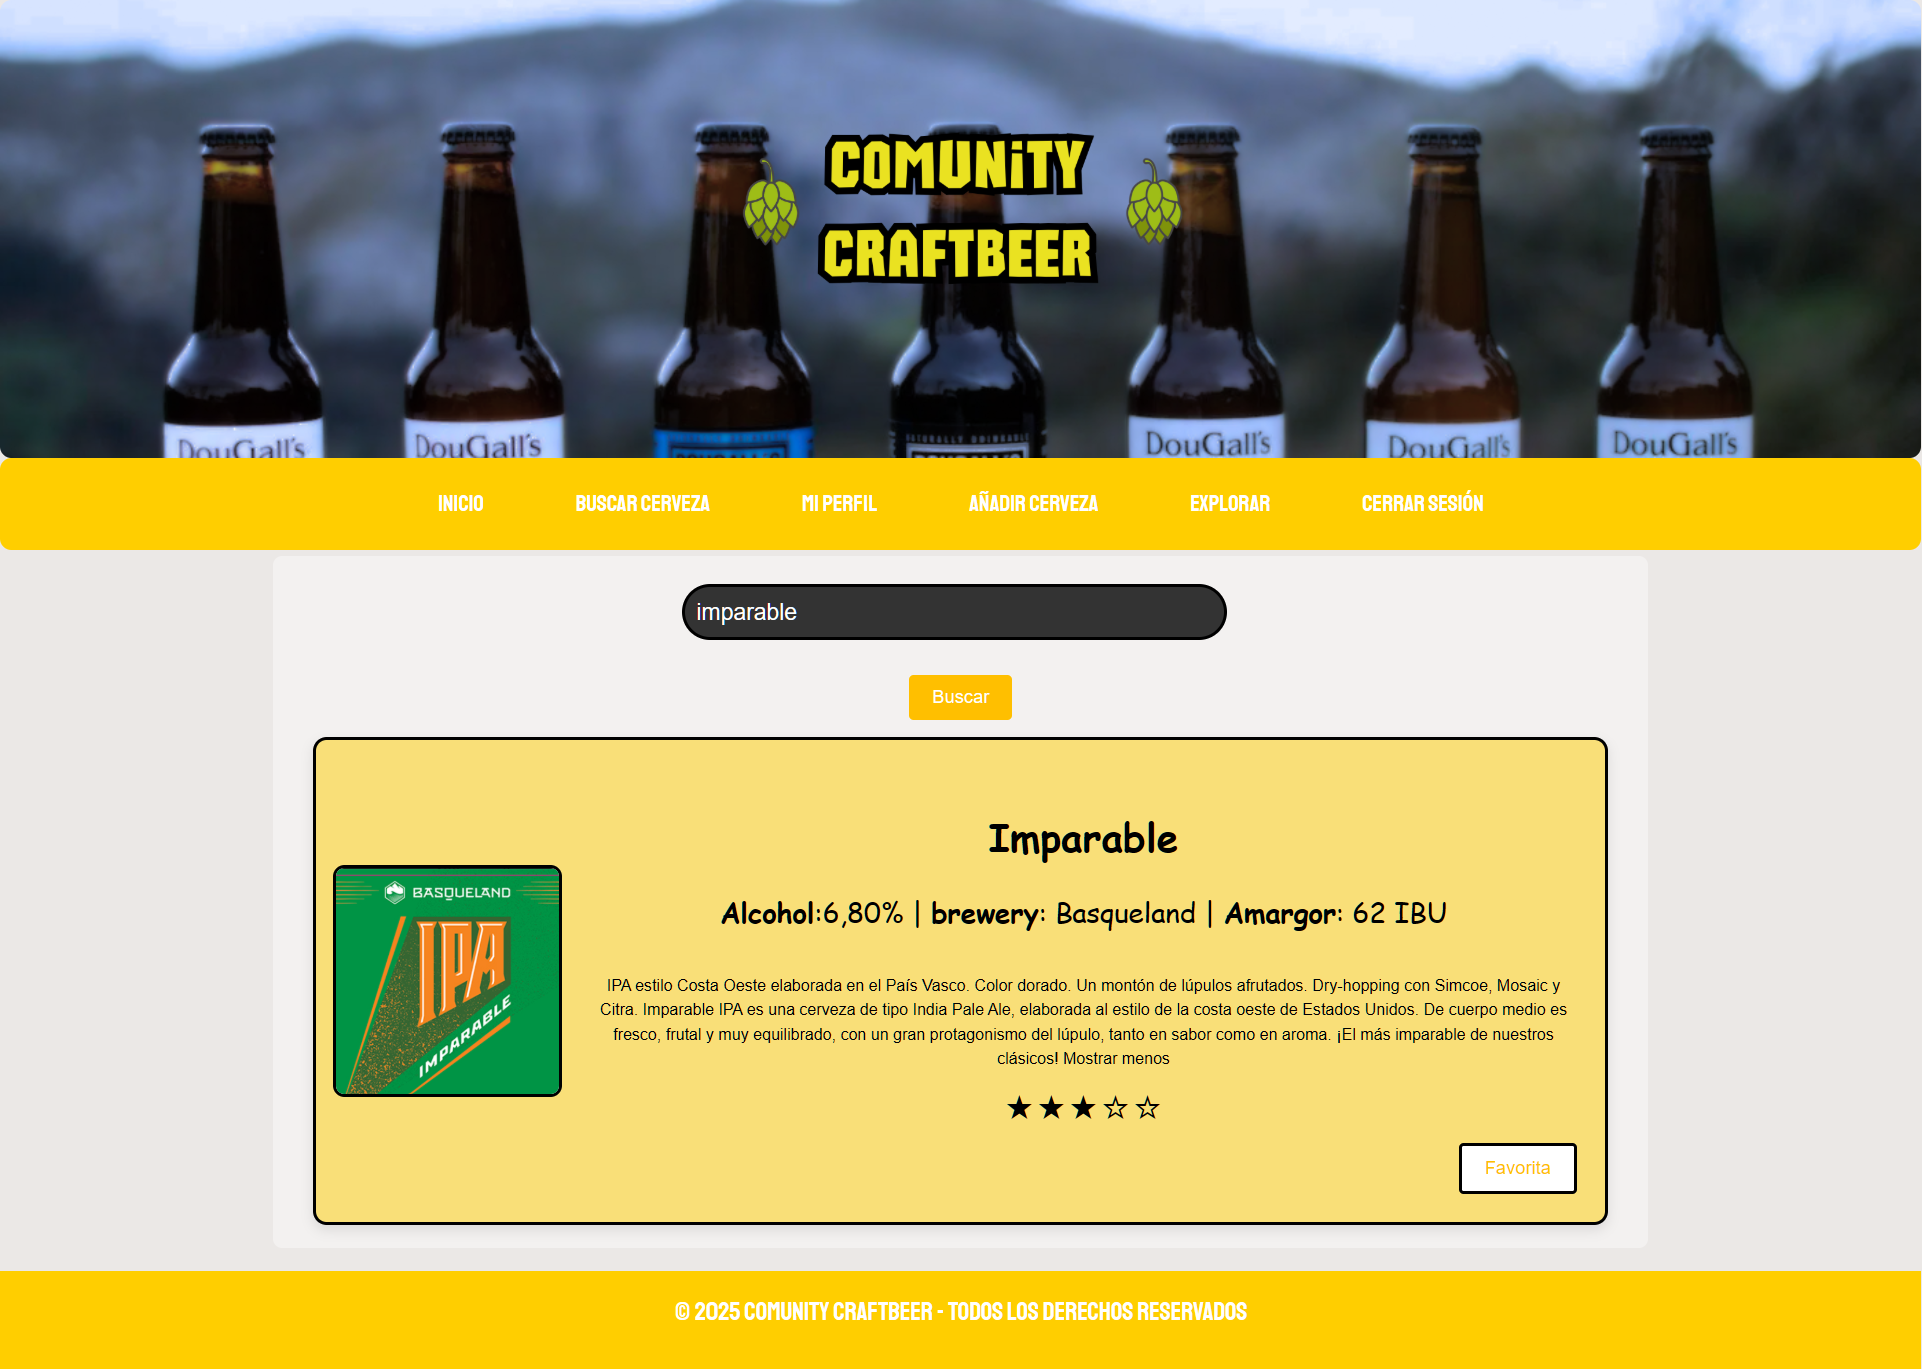 COMUNiTY
CRAFTBEER
DouGall's
DouGall's
NATURALLY DRINKABLE
DouGall's
DouGall's
DouGall's
INICIO
BUSCAR CERVEZA
MI PERFIL
AÑADIR CERVEZA
EXPLORAR
CERRAR SESIÓN
imparable
Buscar
BASQUELAND
IPA
IMPARABLE
Imparable
Alcohol:6,80% | brewery: Basqueland | Amargor: 62 IBU
IPA estilo Costa Oeste elaborada en el País Vasco. Color dorado. Un montón de lúpulos afrutados. Dry-hopping con Simcoe, Mosaic y
Citra. Imparable IPA es una cerveza de tipo India Pale Ale, elaborada al estilo de la costa oeste de Estados Unidos. De cuerpo medio es
fresco, frutal y muy equilibrado, con un gran protagonismo del lúpulo, tanto en sabor como en aroma. ¡El más imparable de nuestros
clásicos! Mostrar menos
★ ★ ★ ☆ ☆
Favorita
© 2025 COMUNITY CRAFTBEER - TODOS LOS DERECHOS RESERVADOS